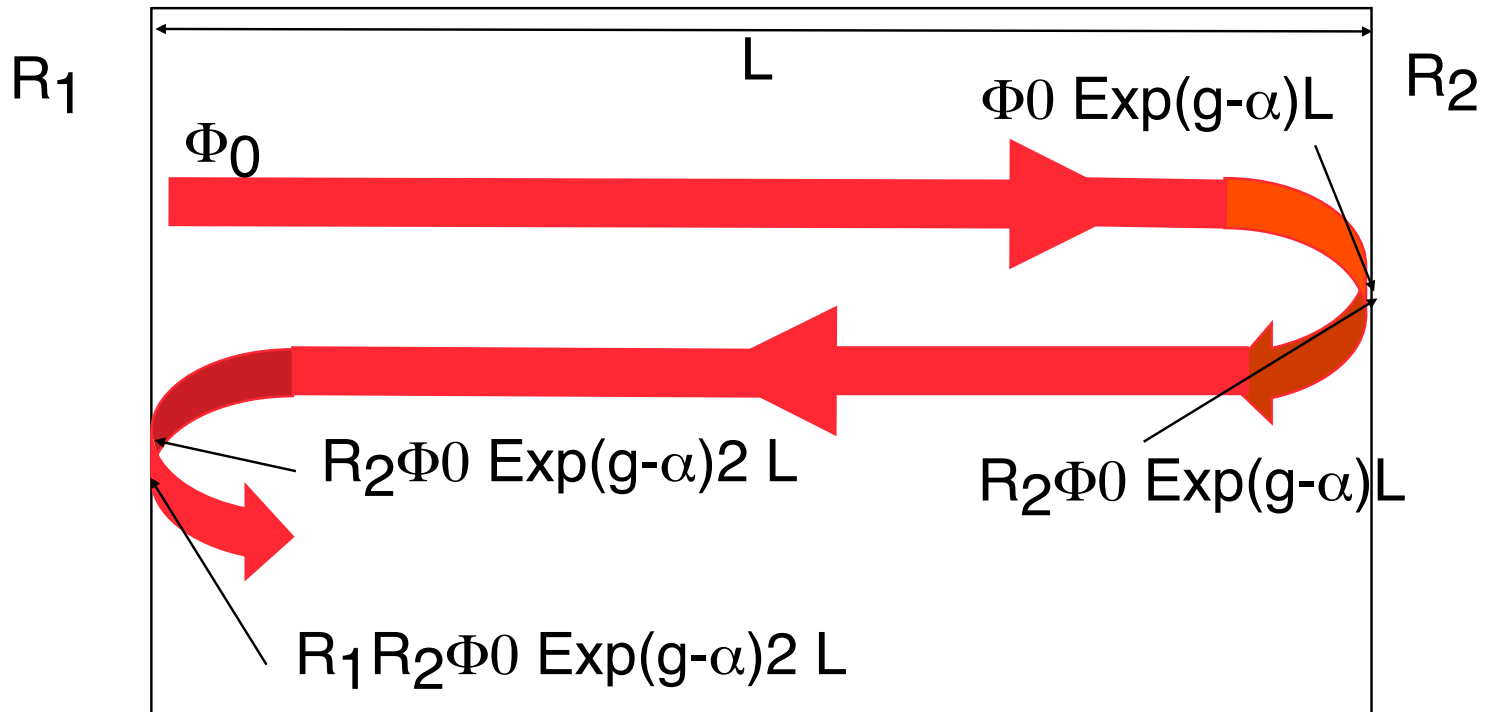 L
R1
R2
Φ0 Exp(g-α)L
Φ0
R2Φ0 Exp(g-α)2 L
R2Φ0 Exp(g-α)L
R1R2Φ0 Exp(g-α)2 L